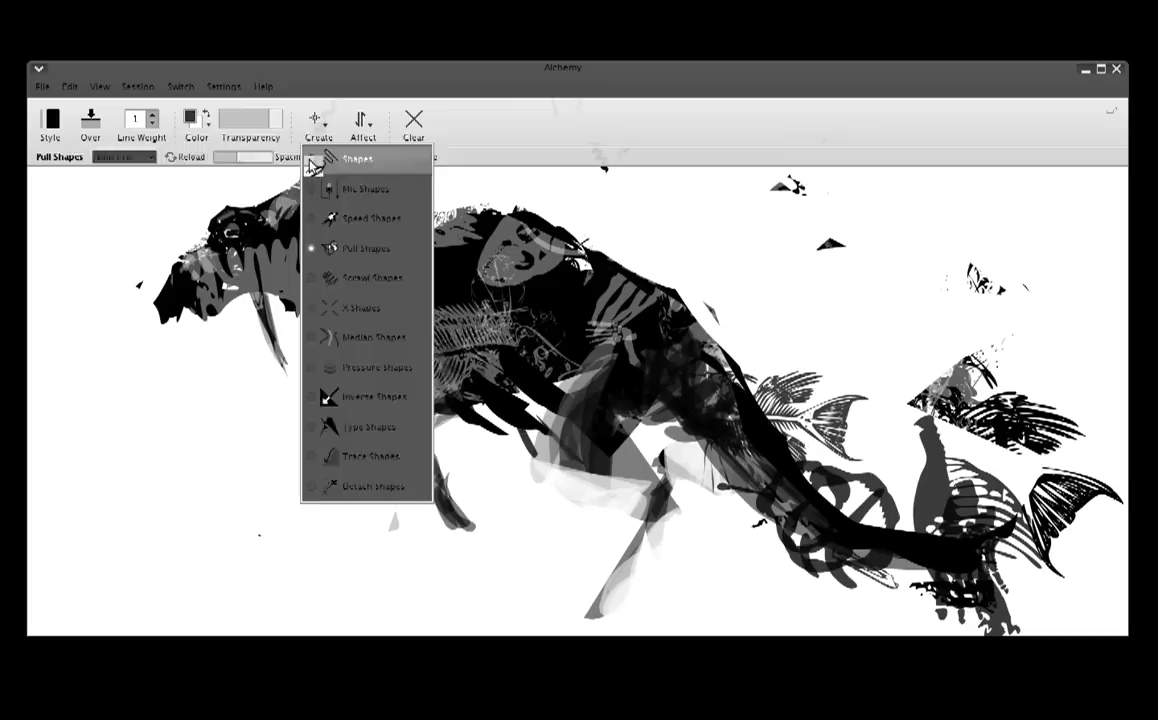 Alchemy
File Edit View Session Switch Settings Help
1
Style Over Line Weight Color Transparency Create Affect Clear
Pull Shapes Reload Spacin
Shapes
Mic Shapes
Speed Shapes
Pull Shapes
Scrawl Shapes
X Shapes
Median Shapes
Pressure Shapes
Inverse Shapes
Type Shapes
Trace Shapes
Detach Shapes